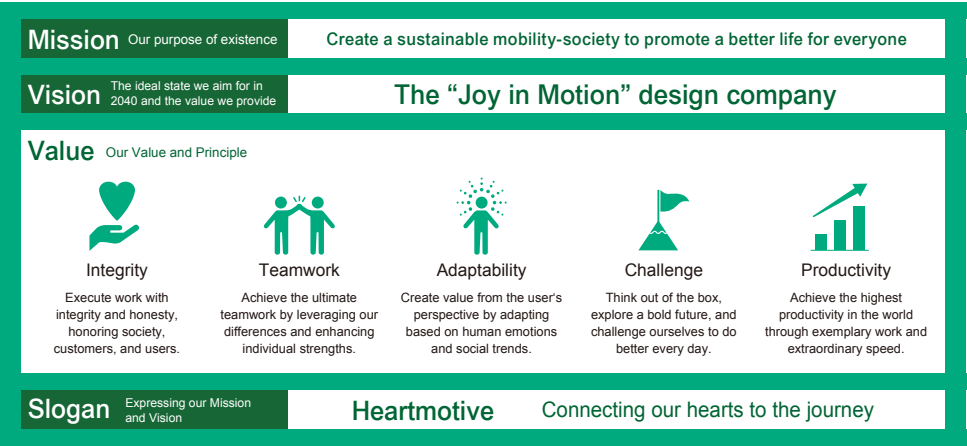 Mission Our purpose of existence
Create a sustainable mobility-society to promote a better life for everyone
Vision
The ideal state we aim for in
2040 and the value we provide
The “Joy in Motion” design company
Value Our Value and Principle
Integrity
Execute work with
integrity and honesty,
honoring society,
customers, and users.
Teamwork
Achieve the ultimate
teamwork by leveraging our
differences and enhancing
individual strengths.
Adaptability
Create value from the user's
perspective by adapting
based on human emotions
and social trends.
Challenge
Think out of the box,
explore a bold future, and
challenge ourselves to do
better every day.
Productivity
Achieve the highest
productivity in the world
through exemplary work and
extraordinary speed.
Slogan
Expressing our Mission
and Vision
Heartmotive Connecting our hearts to the journey